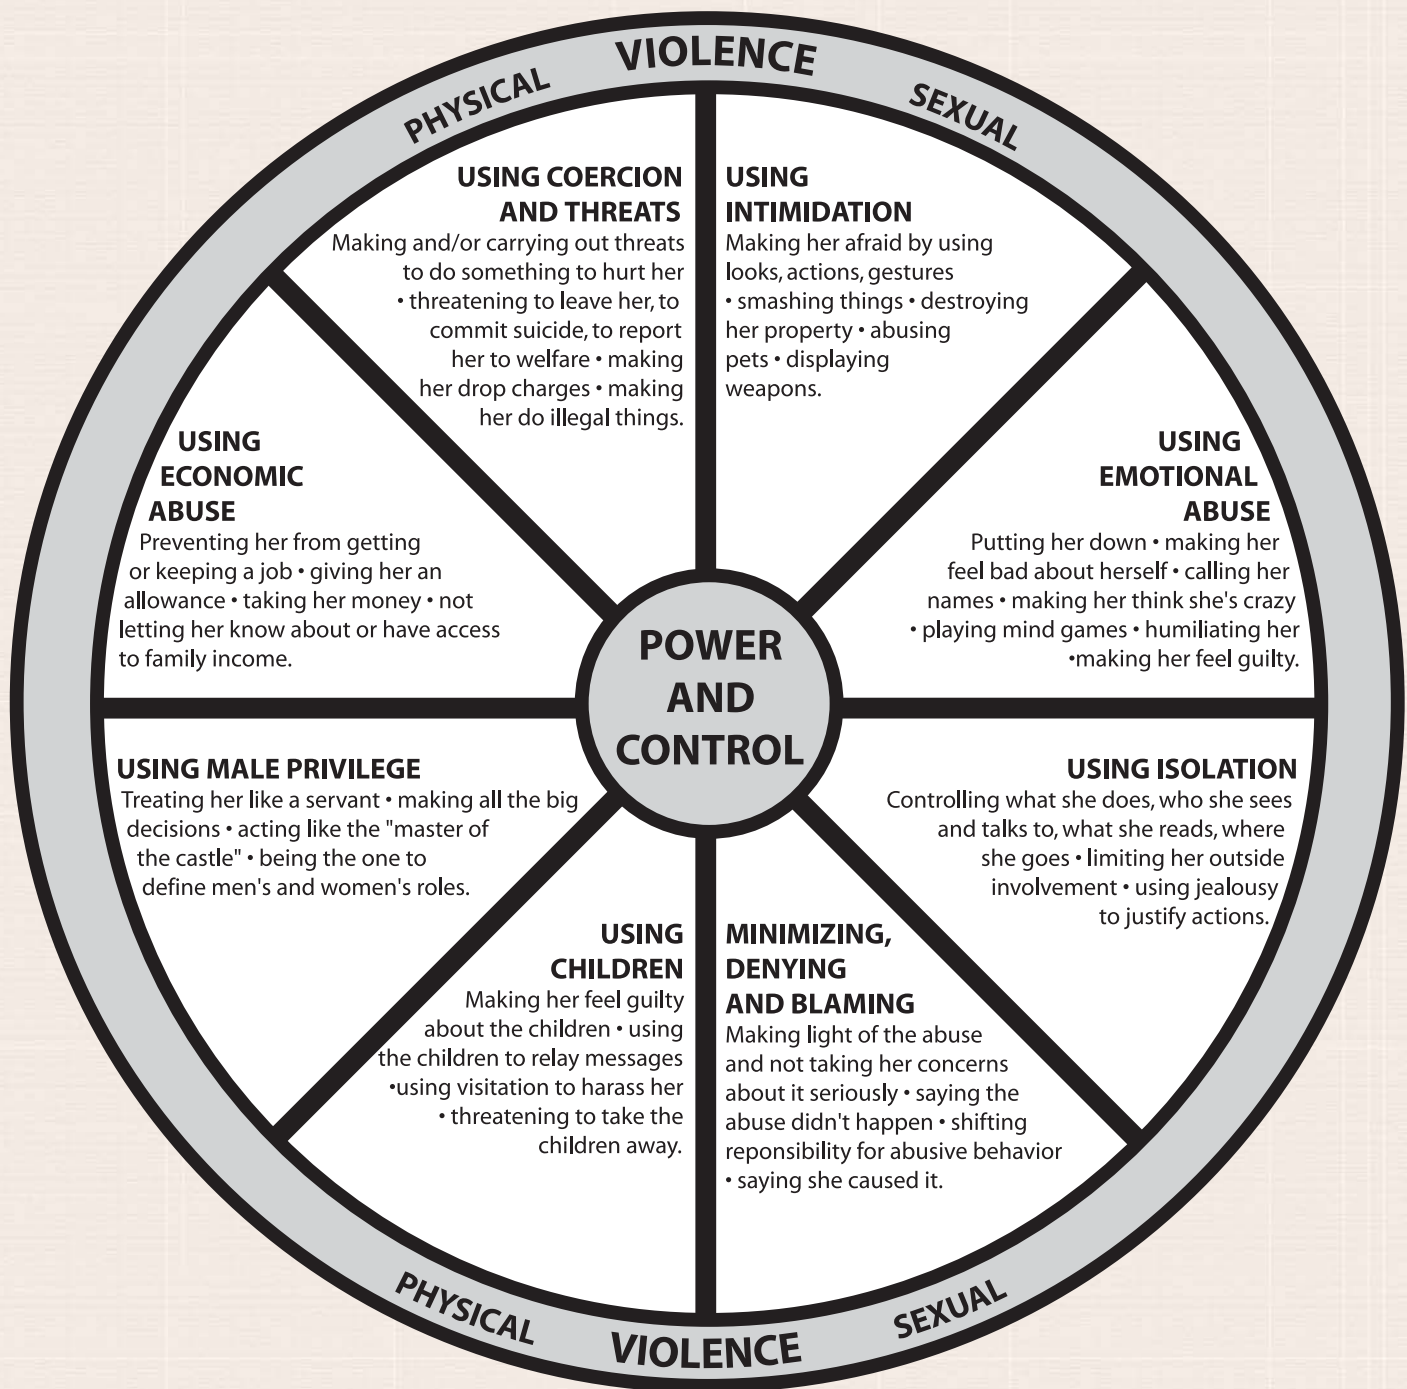 VIOLENCE
PHYSICAL
SEXUAL
USING COERCION
AND THREATS
Making and/or carrying out threats
to do something to hurt her
• threatening to leave her, to
commit suicide, to report
her to welfare • making
her drop charges • making
her do illegal things.
USING
INTIMIDATION
Making her afraid by using
looks, actions, gestures
• smashing things • destroying
her property • abusing
pets • displaying
weapons.
USING
ECONOMIC
ABUSE
Preventing her from getting
or keeping a job • giving her an
allowance • taking her money • not
letting her know about or have access
to family income.
USING
EMOTIONAL
ABUSE
Putting her down • making her
feel bad about herself • calling her
names • making her think she's crazy
• playing mind games • humiliating her
•making her feel guilty.
POWER
AND
CONTROL
USING MALE PRIVILEGE
Treating her like a servant • making all the big
decisions • acting like the "master of
the castle" • being the one to
define men's and women's roles.
USING ISOLATION
Controlling what she does, who she sees
and talks to, what she reads, where
she goes • limiting her outside
involvement • using jealousy
to justify actions.
USING
CHILDREN
Making her feel guilty
about the children • using
the children to relay messages
•using visitation to harass her
• threatening to take the
children away.
MINIMIZING,
DENYING
AND BLAMING
Making light of the abuse
and not taking her concerns
about it seriously • saying the
abuse didn't happen • shifting
reponsibility for abusive behavior
• saying she caused it.
PHYSICAL
VIOLENCE
SEXUAL